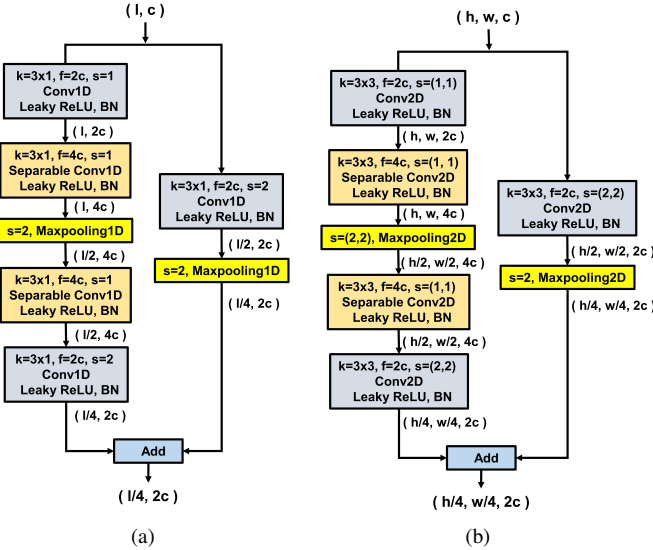 ( l, c )
k=3x1, f=2c, s=1
Conv1D
Leaky ReLU, BN
( l, 2c )
k=3x1, f=4c, s=1
Separable Conv1D
Leaky ReLU, BN
( l, 4c )
s=2, Maxpooling1D
( l/2, 4c )
k=3x1, f=4c, s=1
Separable Conv1D
Leaky ReLU, BN
( l/2, 4c )
k=3x1, f=2c, s=2
Conv1D
Leaky ReLU, BN
( l/4, 2c )
k=3x1, f=2c, s=2
Conv1D
Leaky ReLU, BN
( l/2, 2c )
s=2, Maxpooling1D
( l/4, 2c )
Add
( l/4, 2c )
(a)
( h, w, c )
k=3x3, f=2c, s=(1,1)
Conv2D
Leaky ReLU, BN
( h, w, 2c )
k=3x3, f=4c, s=(1, 1)
Separable Conv2D
Leaky ReLU, BN
( h, w, 4c )
s=(2,2), Maxpooling2D
( h/2, w/2, 4c )
k=3x3, f=4c, s=(1,1)
Separable Conv2D
Leaky ReLU, BN
( h/2, w/2, 4c )
k=3x3, f=2c, s=(2,2)
Conv2D
Leaky ReLU, BN
( h/4, w/4, 2c )
k=3x3, f=2c, s=(2,2)
Conv2D
Leaky ReLU, BN
( h/2, w/2, 2c )
s=2, Maxpooling2D
( h/4, w/4, 2c )
Add
( h/4, w/4, 2c )
(b)